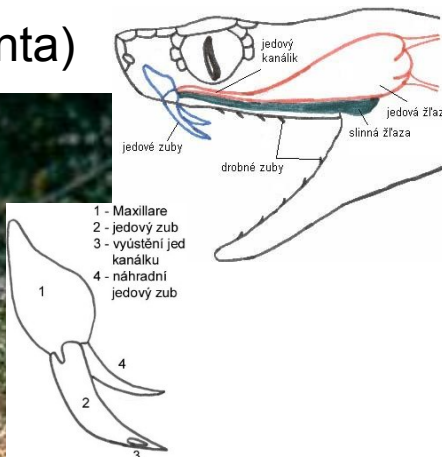 nta)
jedový
kanálik
jedová žľaza
slinná žľaza
jedové zuby
drobné zuby
1 - Maxillare
2 - jedový zub
3 - vyústění jed
kanálku
4 - náhradní
jedový zub
1
4
2
3